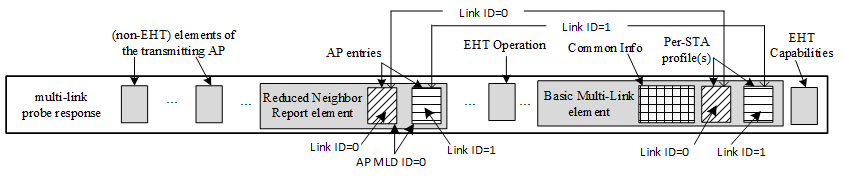 Link ID=0
Link ID=1
(non-EHT) elements of
the transmitting AP
AP entries
EHT Operation
Common Info
Per-STA
profile(s)
EHT
Capabilities
multi-link
probe response
...
...
Reduced Neighbor
Report element
...
...
Basic Multi-Link
element
Link ID=0
AP MLD ID=0
Link ID=1
Link ID=0
Link ID=1